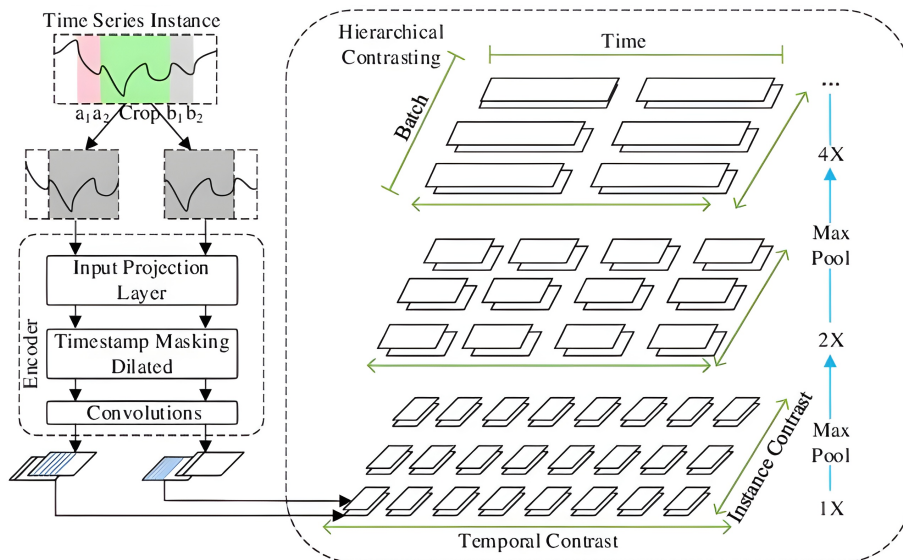 Time Series Instance
a1 a2 Crop b1 b2
Encoder
Input Projection
Layer
Timestamp Masking
Dilated
Convolutions
Hierarchical
Contrasting
Time
Batch
...
4X
Max
Pool
2X
Max
Pool
1X
Instance Contrast
Temporal Contrast